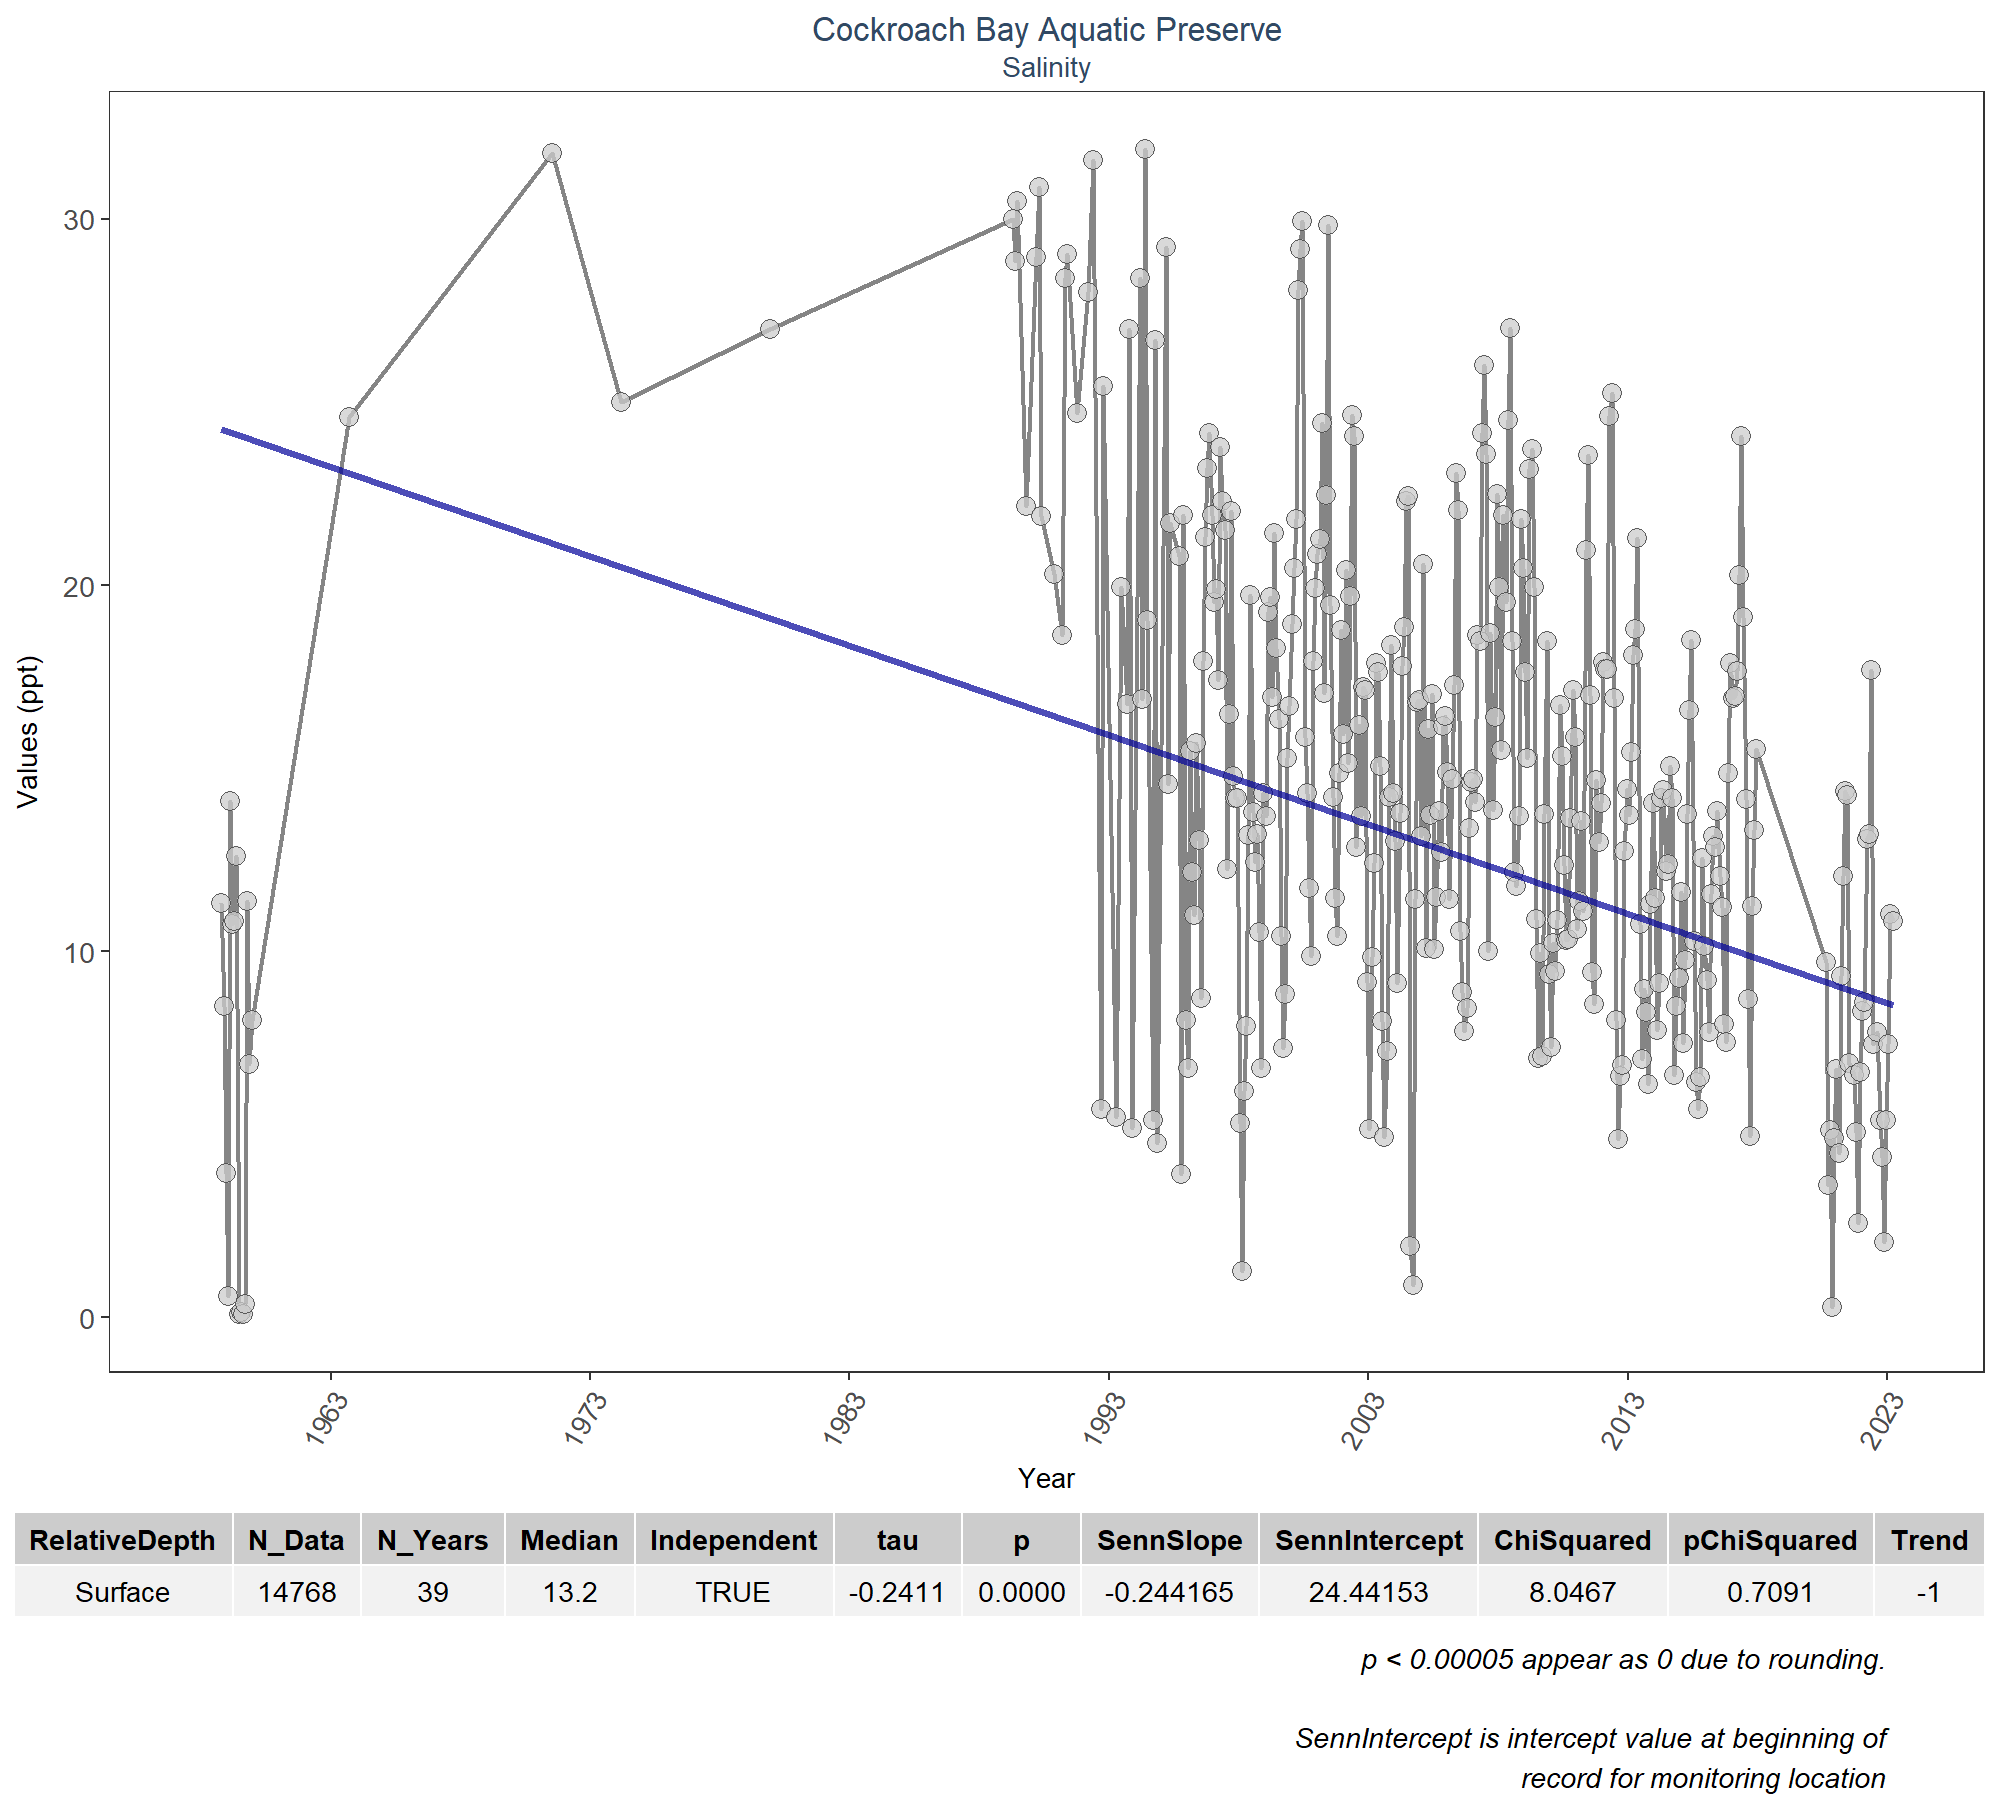 Cockroach Bay Aquatic Preserve
Salinity
Values (ppt)
30
20
10
0
1963
1973
1983
1993
2003
2013
2023
Year
RelativeDepth N_Data N_Years Median Independent tau p SennSlope SennIntercept ChiSquared pChiSquared Trend
Surface 14768 39 13.2 TRUE -0.2411 0.0000 -0.244165 24.44153 8.0467 0.7091 -1
p < 0.00005 appear as 0 due to rounding.
SennIntercept is intercept value at beginning of
record for monitoring location